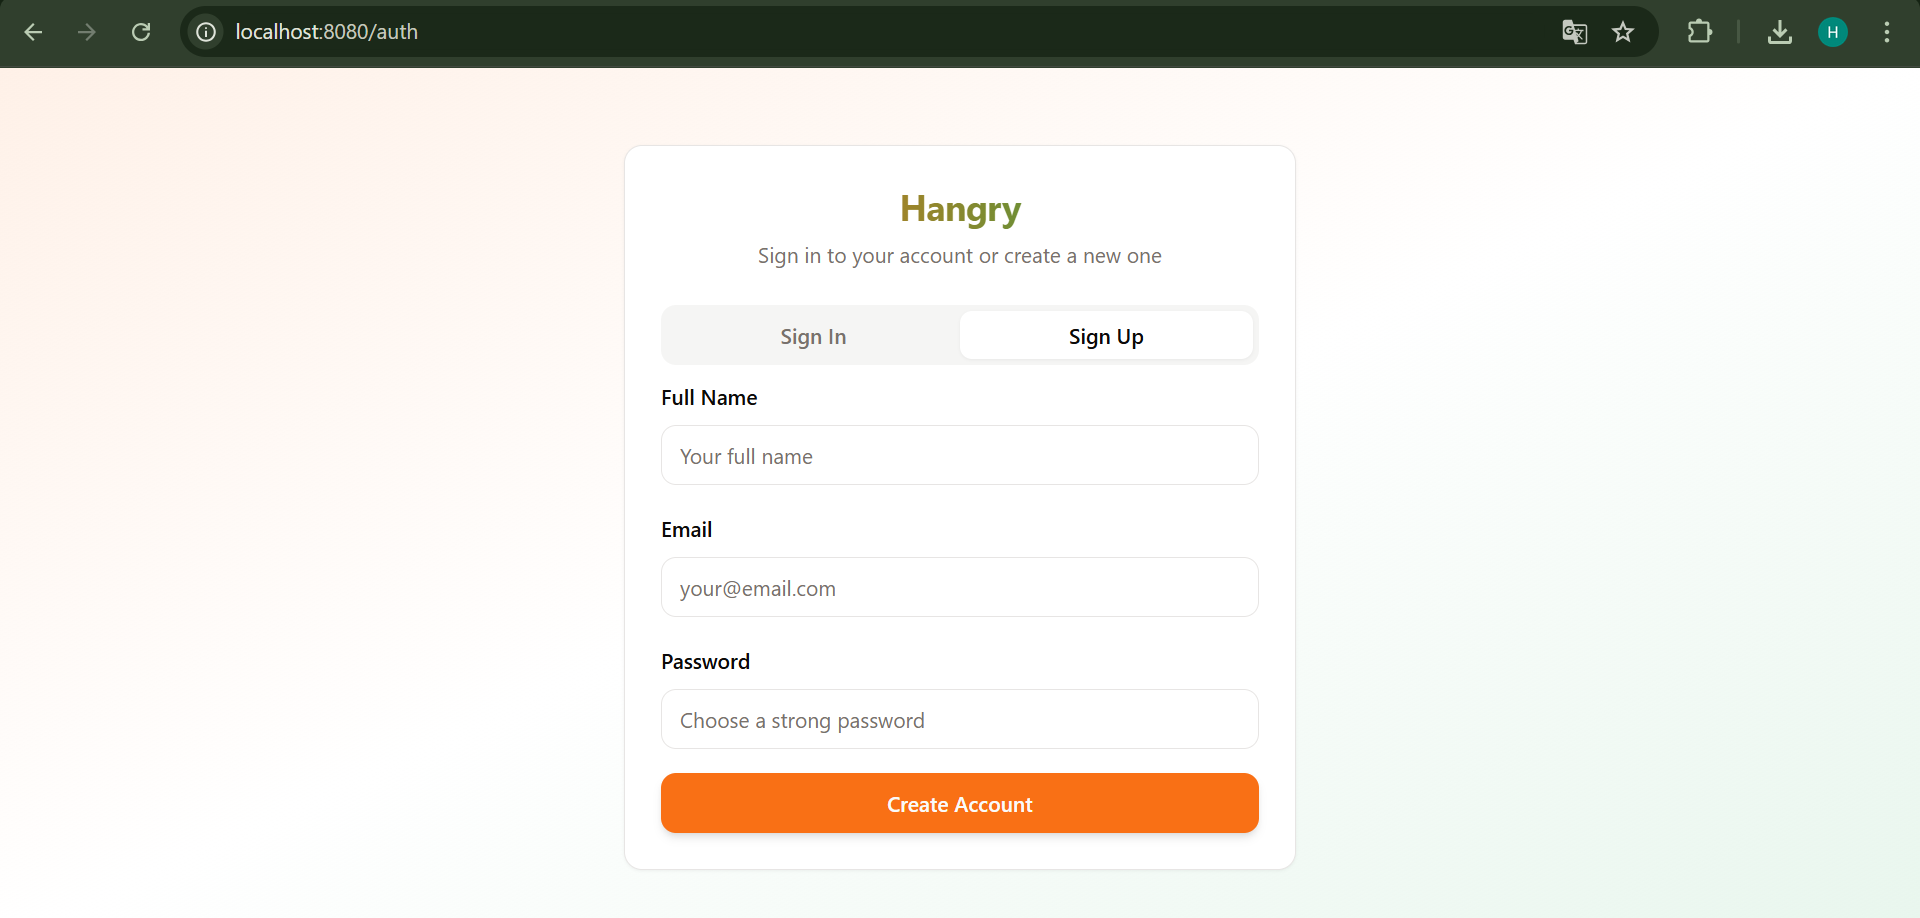 localhost:8080/auth
H
Hangry
Sign in to your account or create a new one
Sign In
Sign Up
Full Name
Your full name
Email
your@email.com
Password
Choose a strong password
Create Account